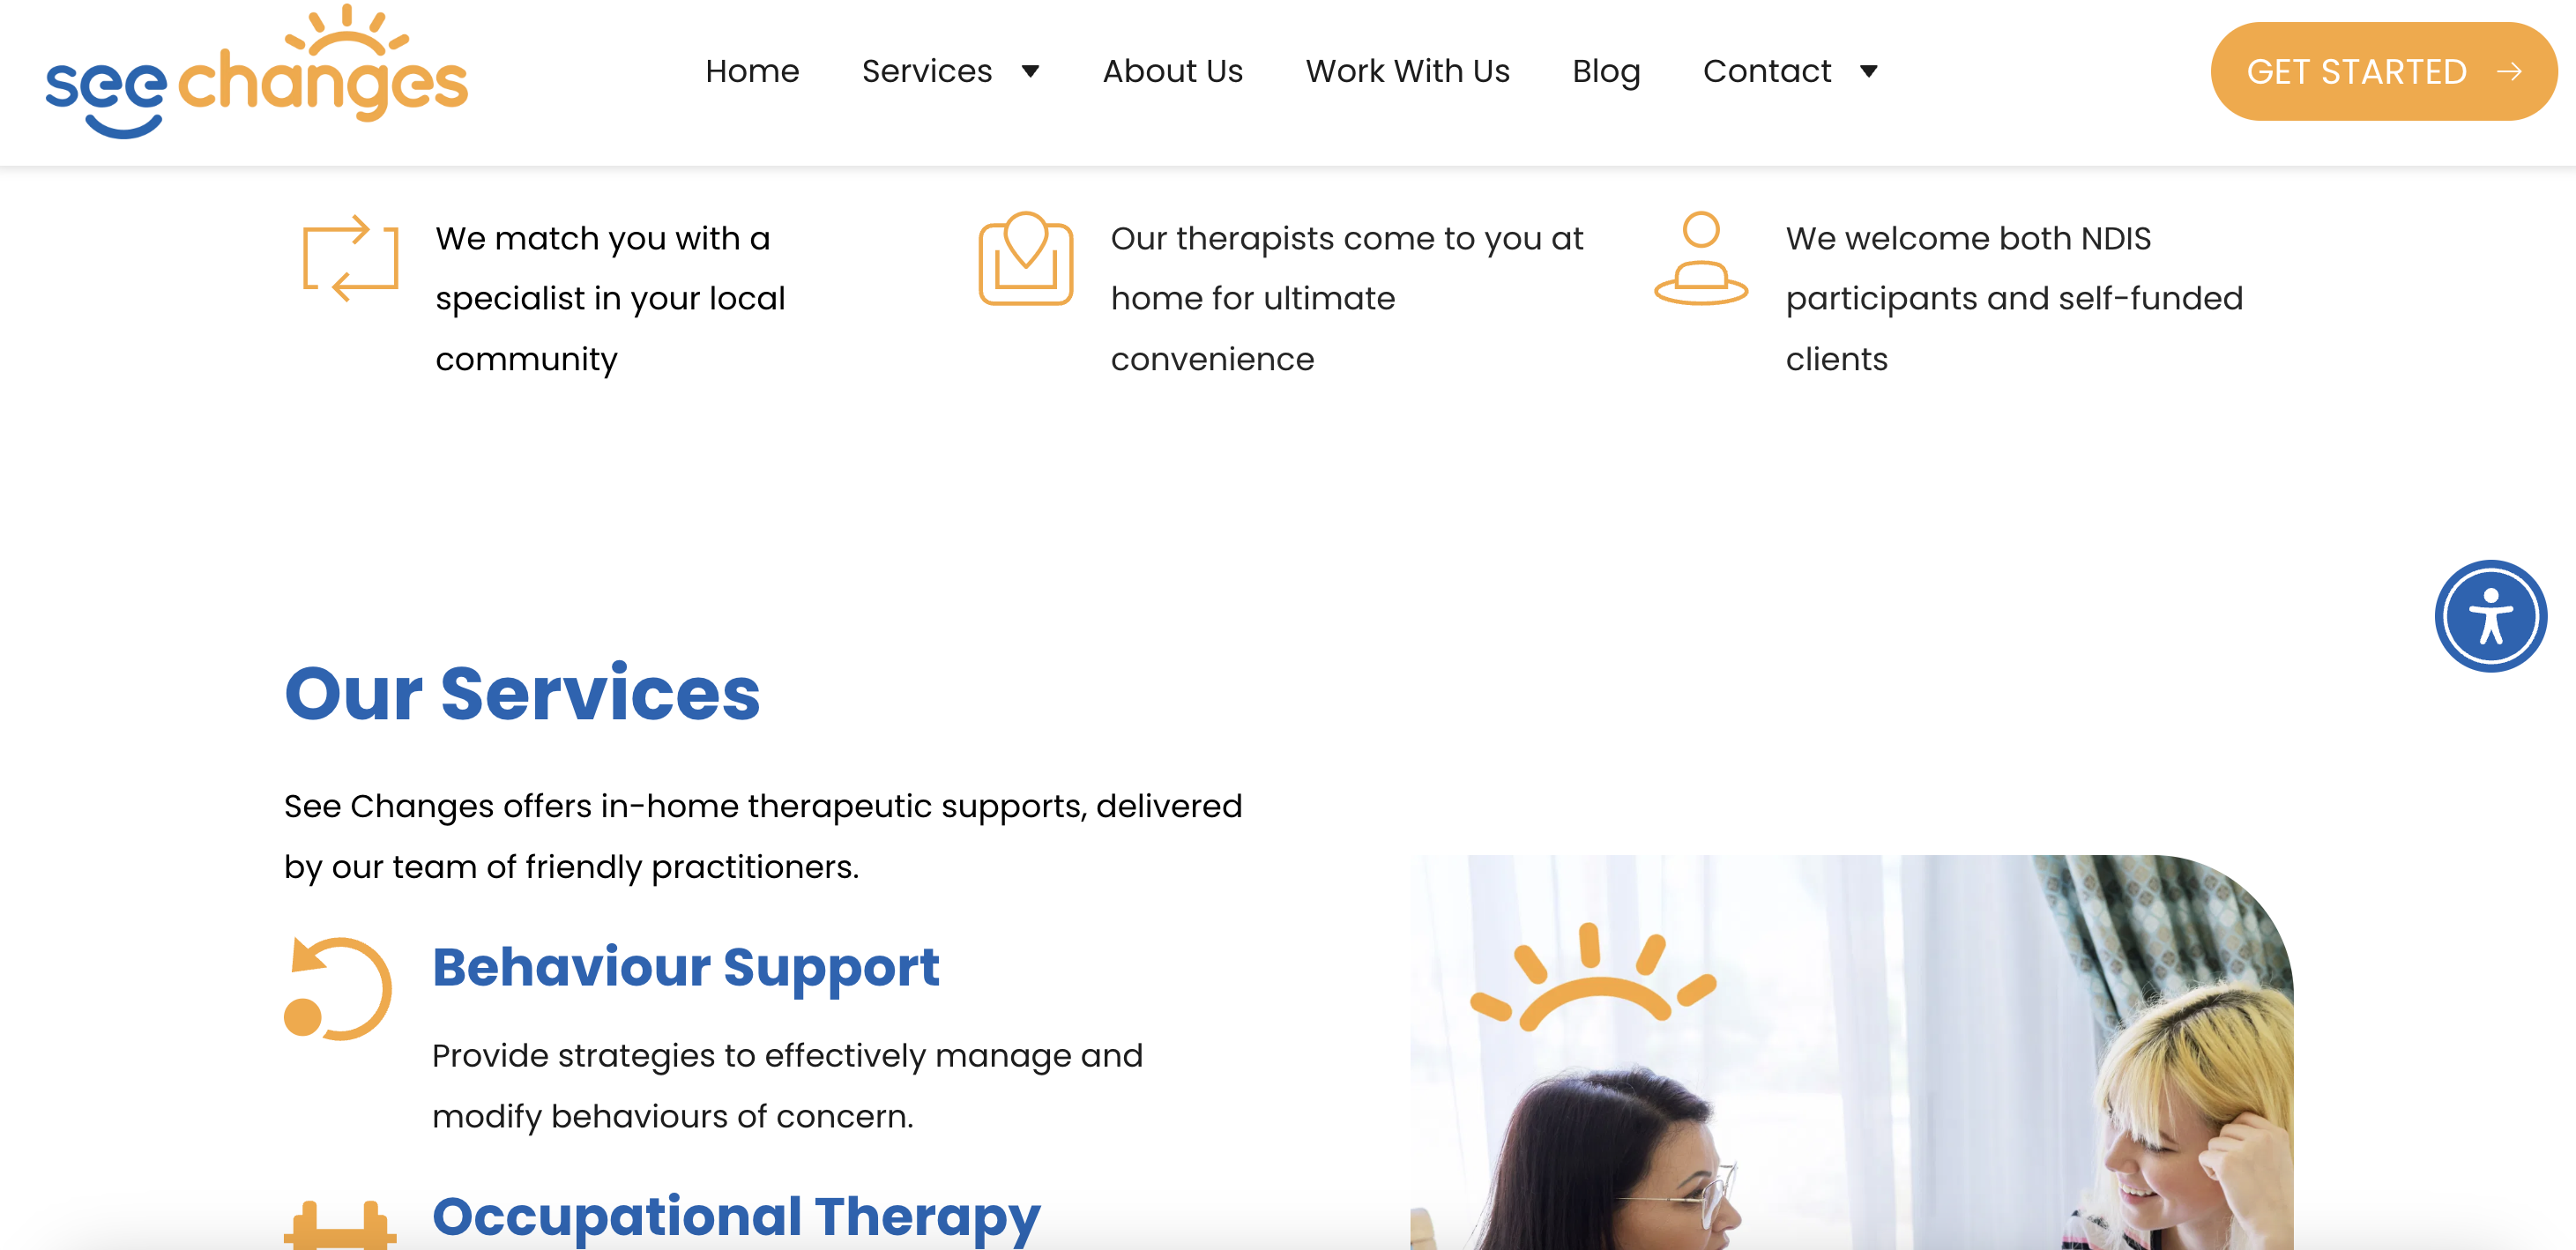 see changes
Home Services About Us Work With Us Blog Contact
GET STARTED
We match you with a
specialist in your local
community
Our therapists come to you at
home for ultimate
convenience
We welcome both NDIS
participants and self-funded
clients
Our Services
See Changes offers in-home therapeutic supports, delivered
by our team of friendly practitioners.
Behaviour Support
Provide strategies to effectively manage and
modify behaviours of concern.
Occupational Therapy